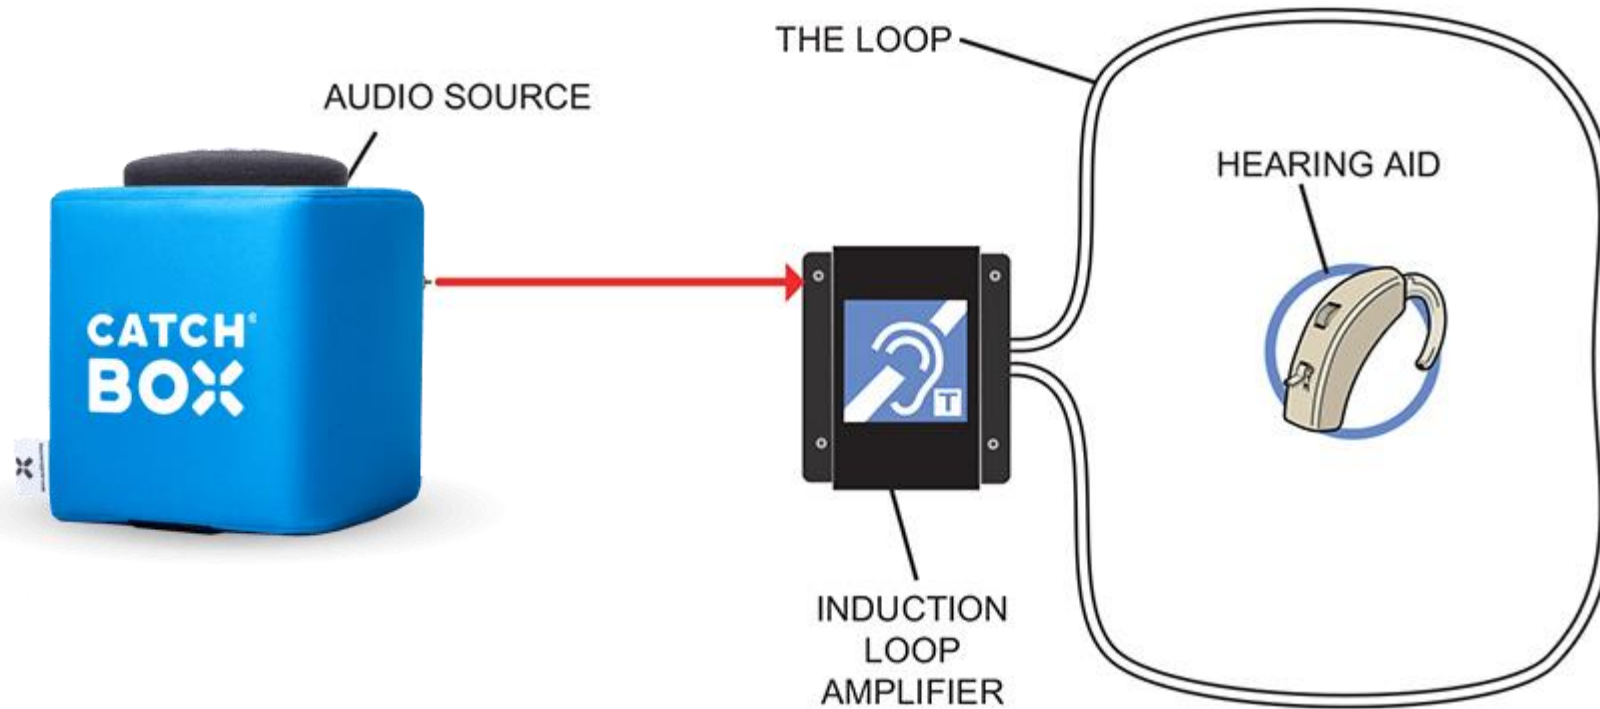 THE LOOP
AUDIO SOURCE
HEARING AID
CATCH®
BOX
T
INDUCTION
LOOP
AMPLIFIER